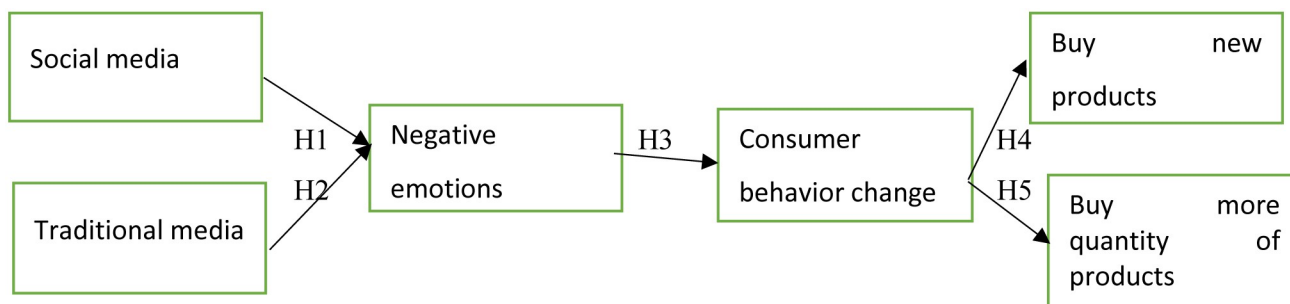 Social media
Traditional media
H1
H2
Negative
emotions
H3
Consumer
behavior change
H4
H5
Buy new
products
Buy more
quantity of
products